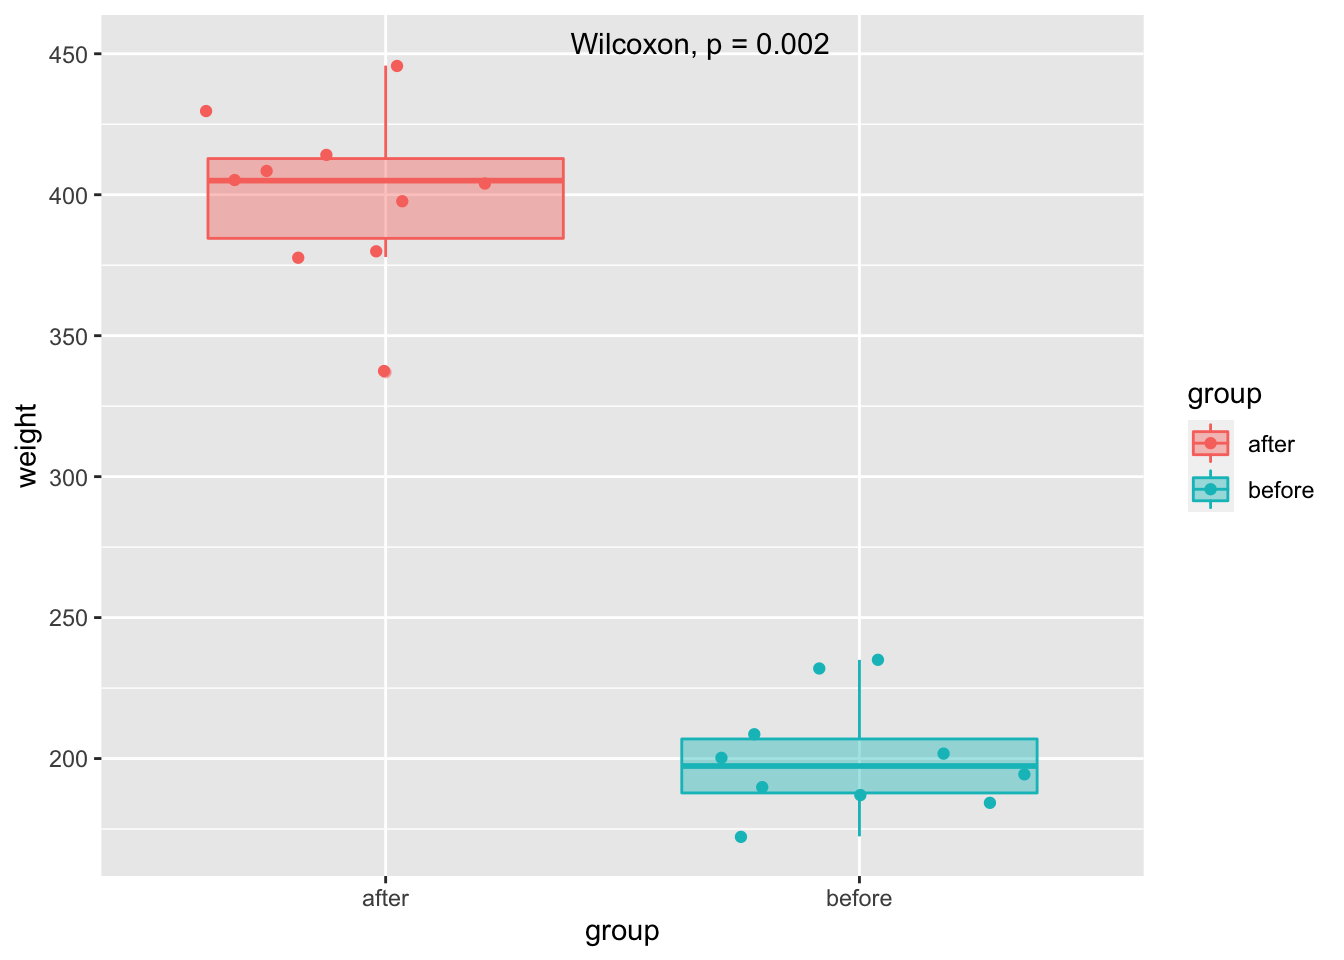 Wilcoxon, p = 0.002
450
400
350
300
250
200
weight
after
before
group
group
after
before